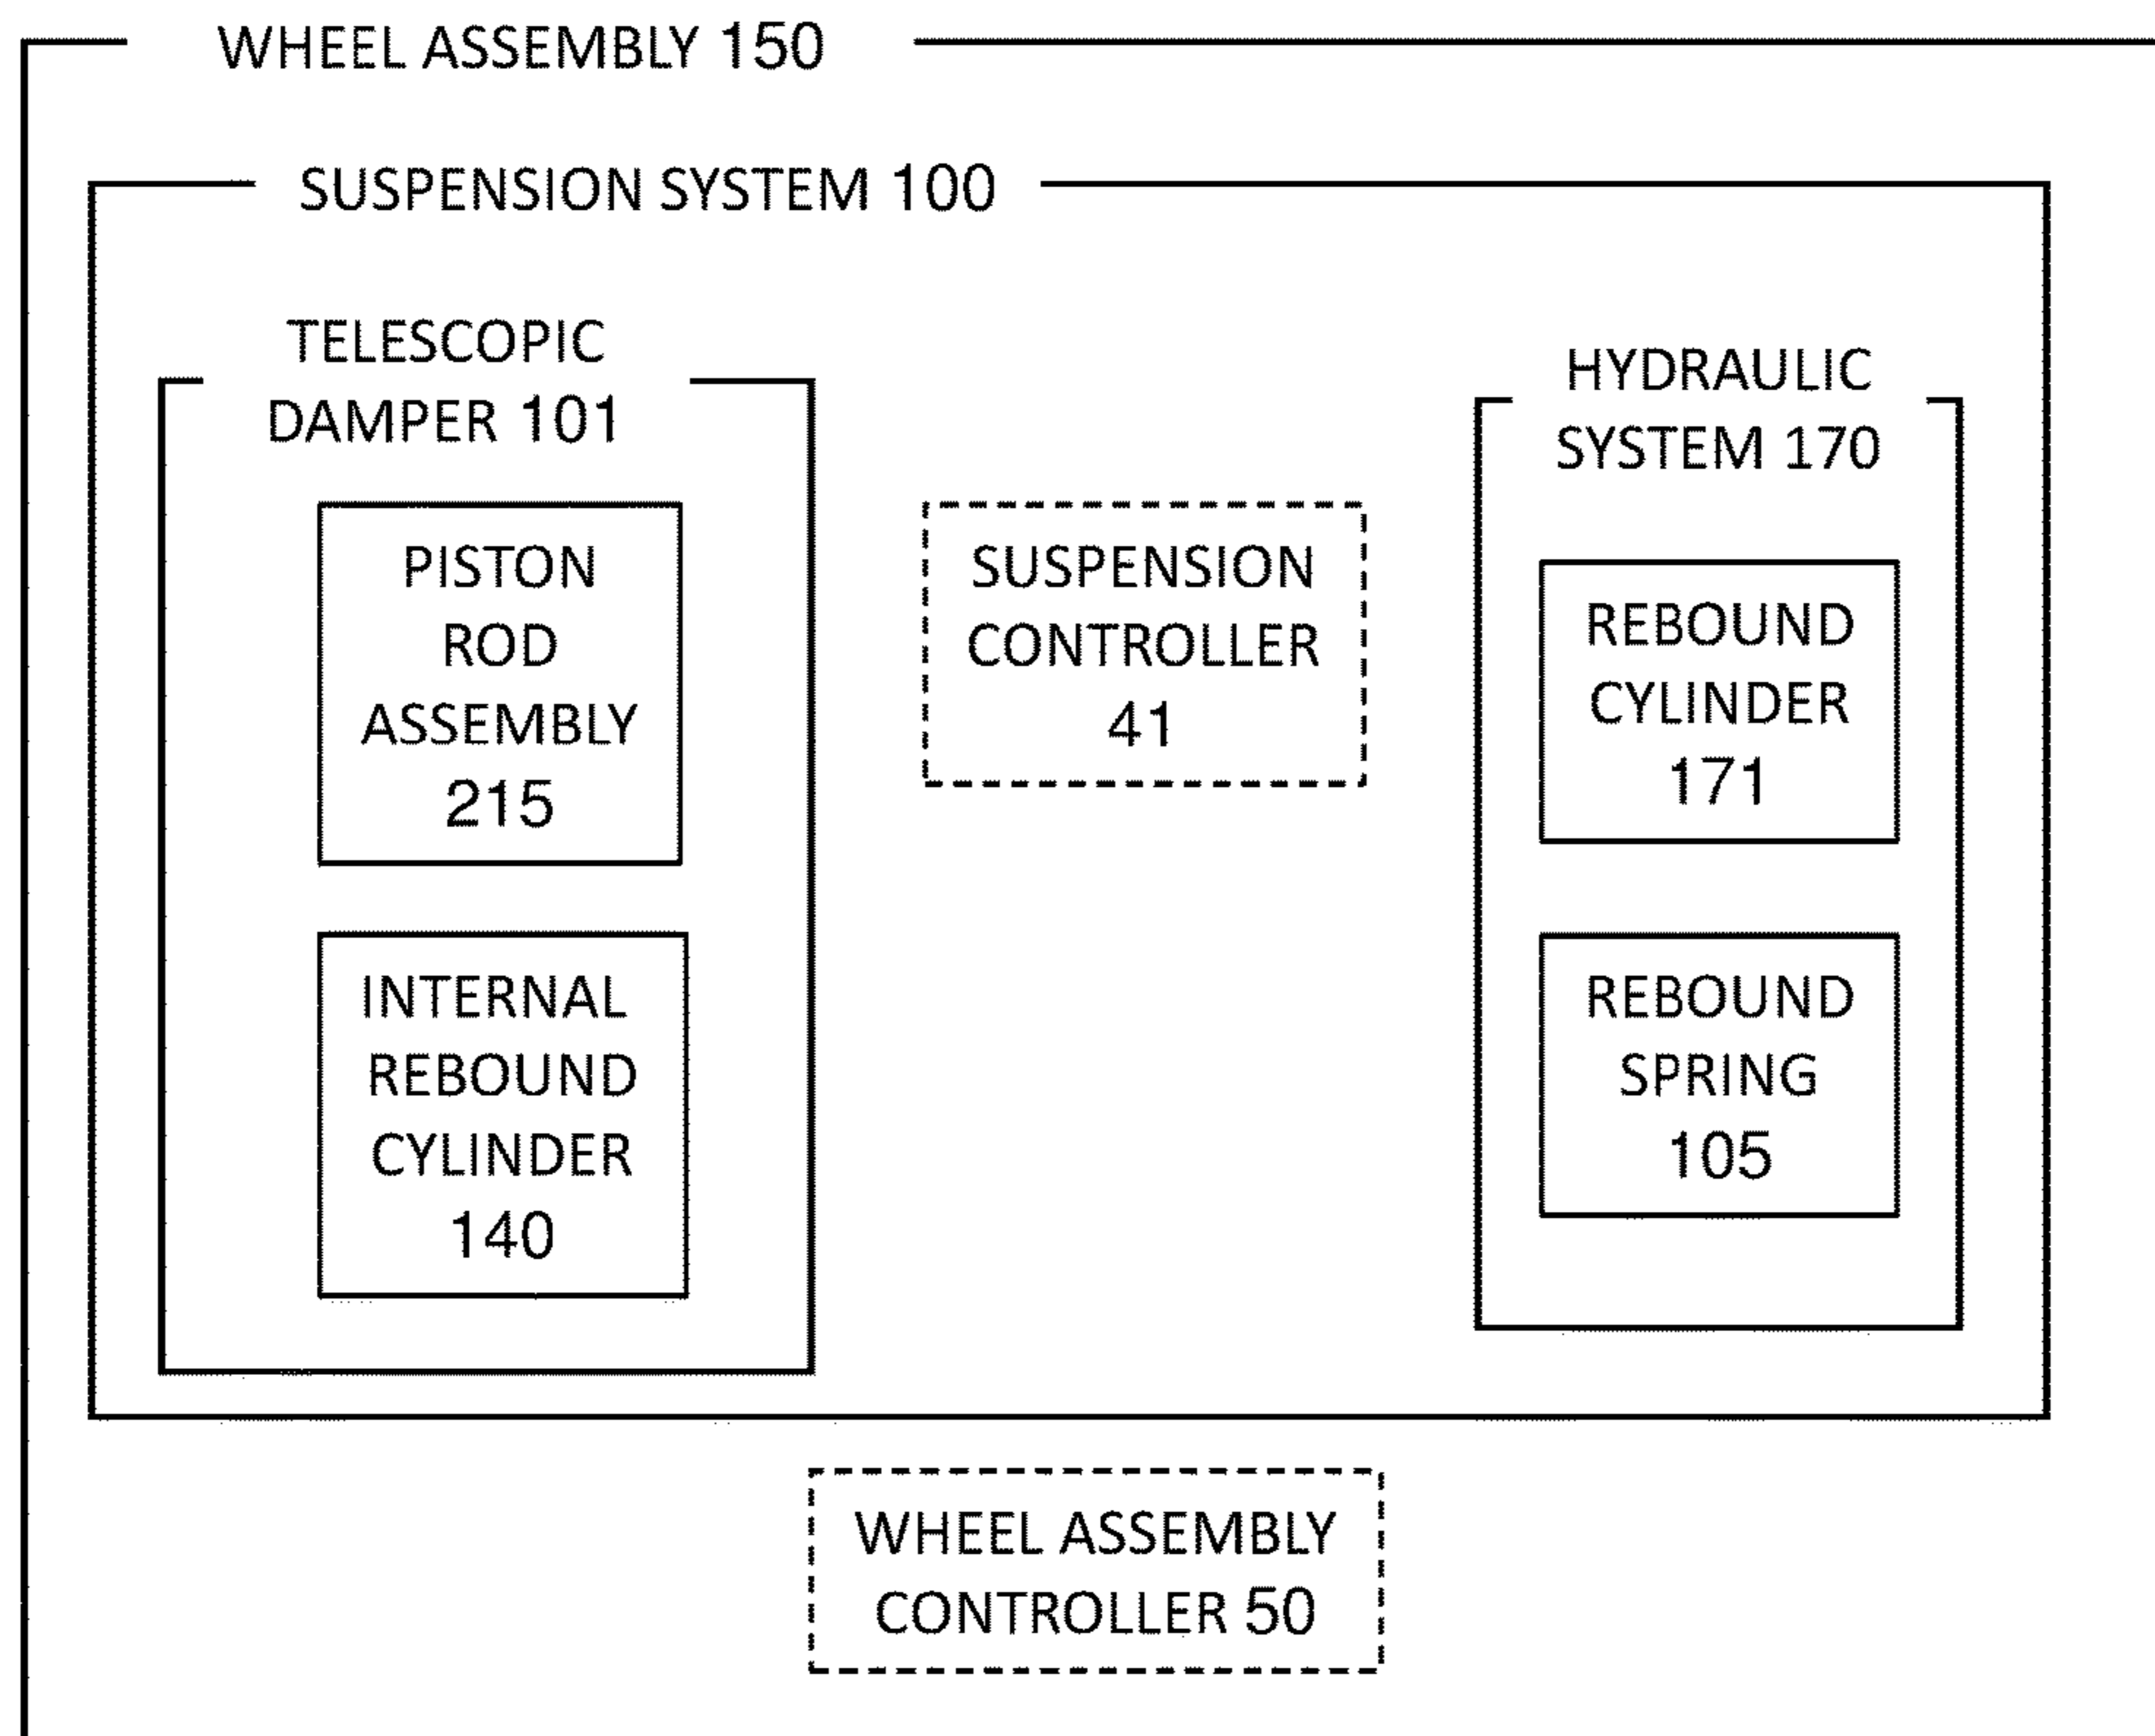 WHEEL ASSEMBLY 150
SUSPENSION SYSTEM 100
TELESCOPIC
DAMPER 101
PISTON
ROD
ASSEMBLY
215
INTERNAL
REBOUND
CYLINDER
140
SUSPENSION
CONTROLLER
41
HYDRAULIC
SYSTEM 170
REBOUND
CYLINDER
171
REBOUND
SPRING
105
WHEEL ASSEMBLY
CONTROLLER 50